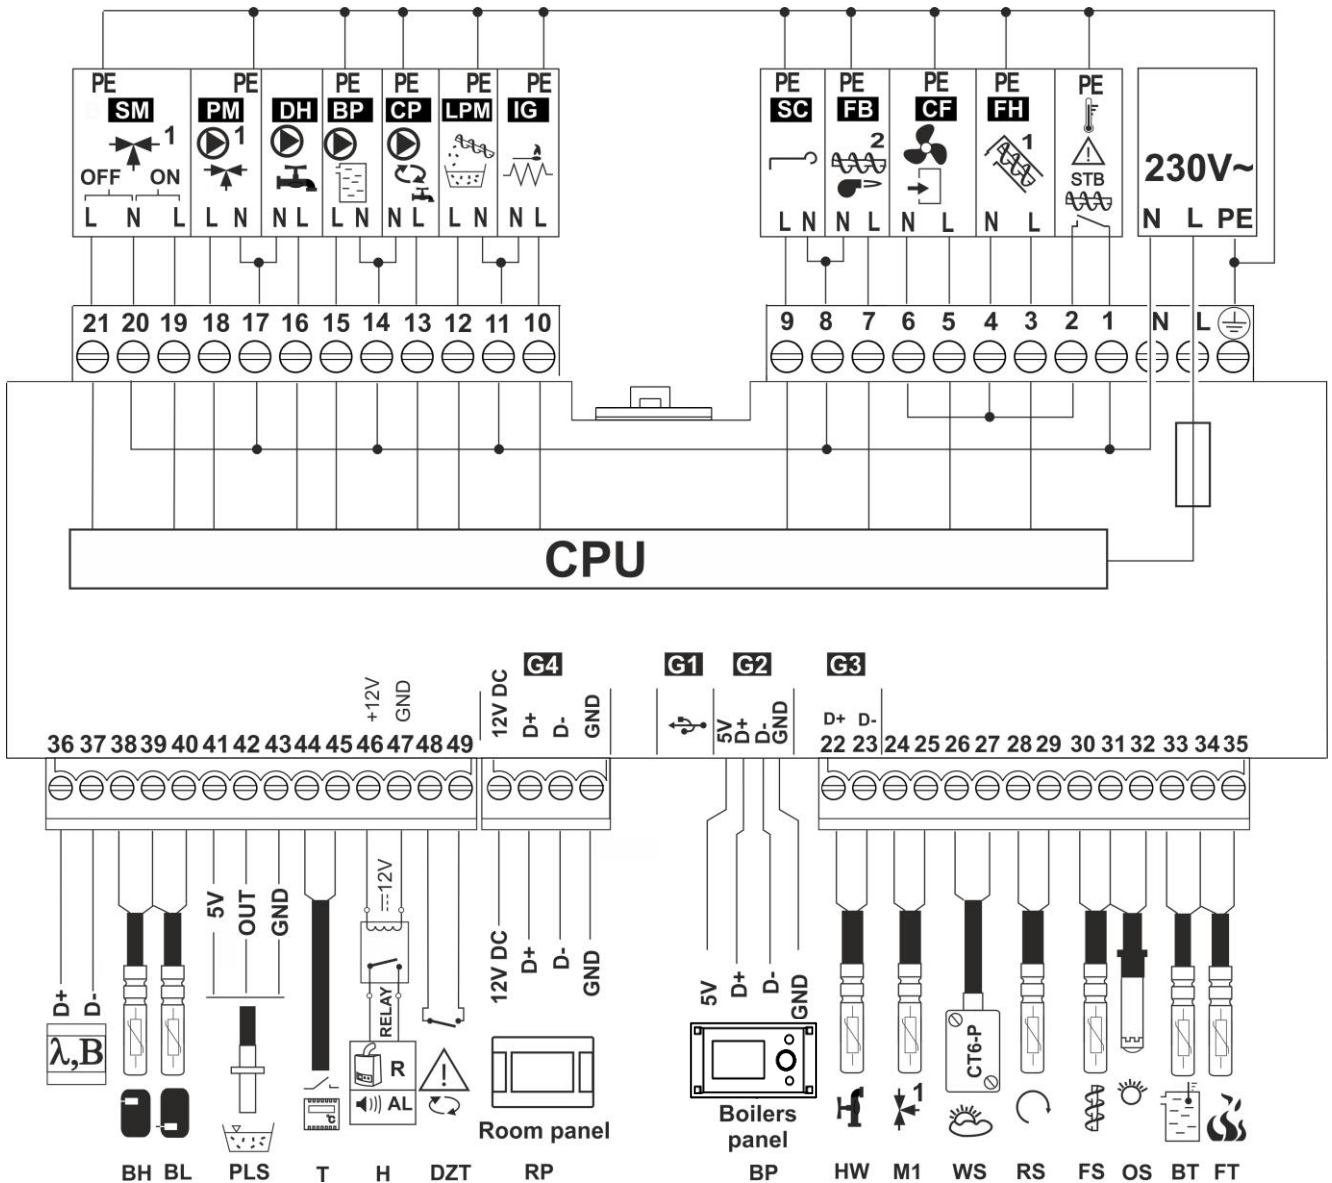 PE PE PE PE PE PE
SM PM DH BP CP LPM IG
1 1
OFF ON
L N L L N N L L N N L L N N L
PE PE PE PE PE
SC FB CF FH
2 1
STB
L N N L N L N L
230V~
N L PE
21 20 19 18 17 16 15 14 13 12 11 10
9 8 7 6 5 4 3 2 1 N L
CPU
G4 G1 G2 G3
+12V GND
12V DC D+ D- GND
5V D+ D- GND
D+ D-
36 37 38 39 40 41 42 43 44 45 46 47 48 49
22 23 24 25 26 27 28 29 30 31 32 33 34 35
D+ D-
λ,B
5V OUT GND
12V
RELAY
R
AL
°C
12V DC D+ D- GND
Room panel
5V D+ D- GND
Boilers
panel
CT6-P
1
BH BL PLS T H DZT RP BP HW M1 WS RS FS OS BT FT